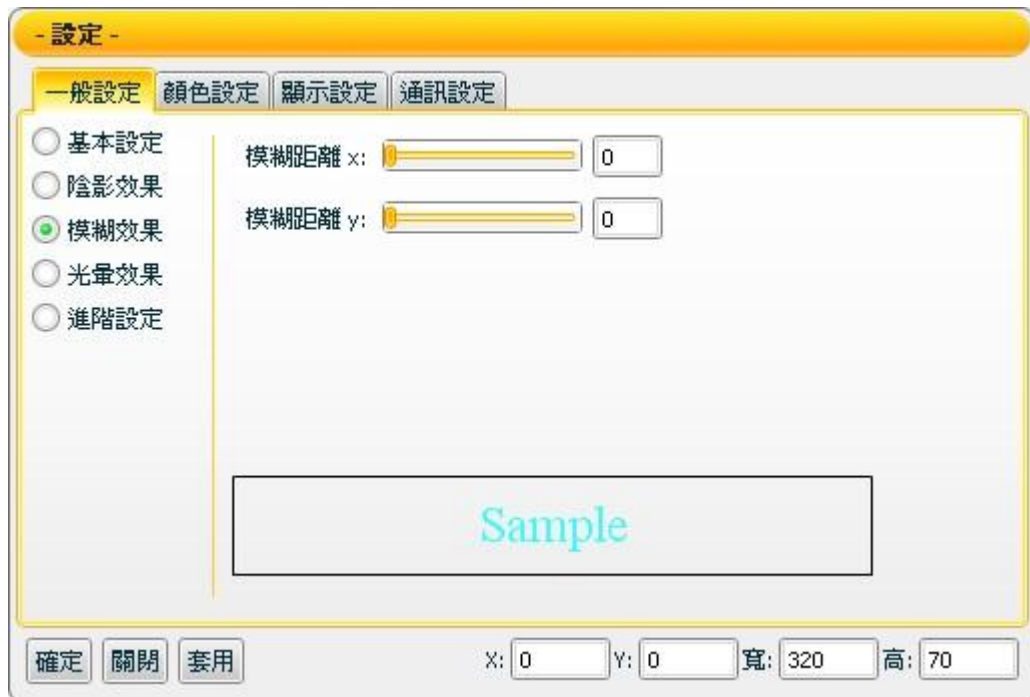 - 設定 -
一般設定 顏色設定 顯示設定 通訊設定
基本設定
陰影效果
模糊效果
光暈效果
進階設定
模糊距離 x: 0
模糊距離 y: 0
Sample
確定 關閉 套用 X: 0 Y: 0 寬: 320 高: 70